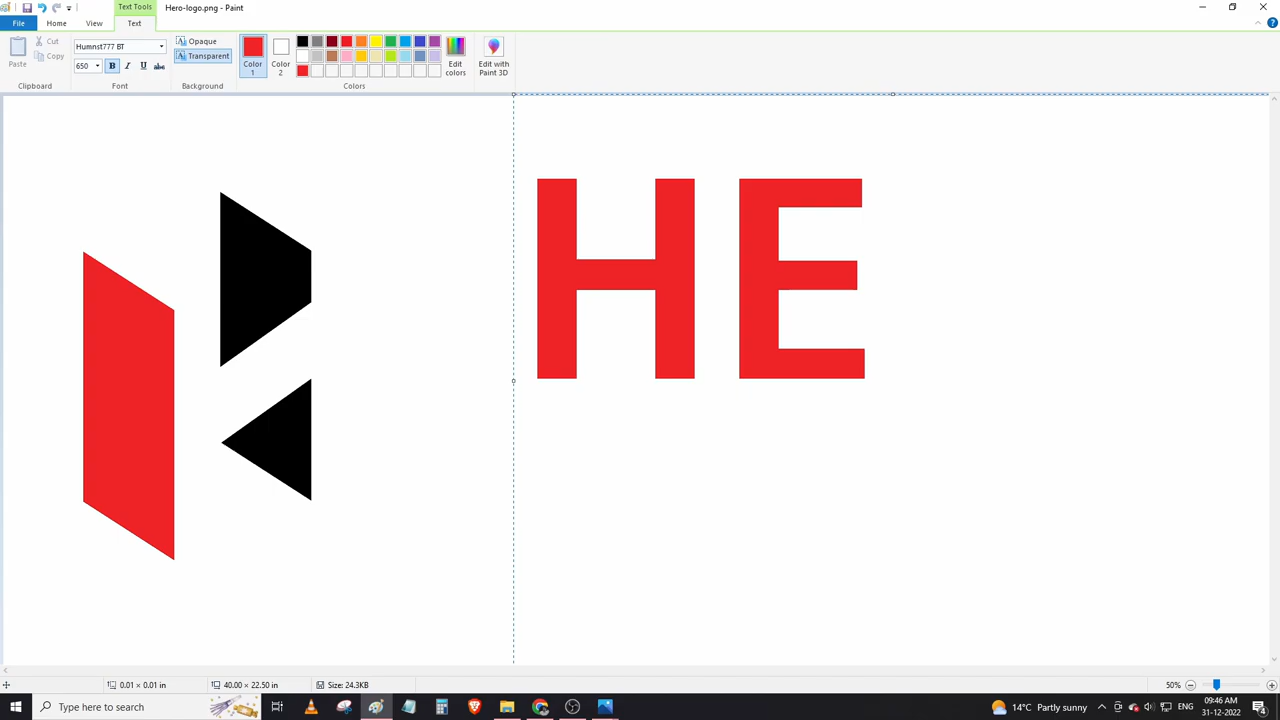 Text Tools
Hero-logo.png - Paint
File
Home
View
Text
Paste
Cut
Copy
Clipboard
Humnst777 BT
650
B
I
U
abc
Font
Opaque
Transparent
Background
Color 1
Color 2
Colors
Edit colors
Edit with Paint 3D
HE
0.01 × 0.01 in
40.00 × 22.50 in
Size: 24.3KB
50%
Type here to search
14°C Partly sunny
ENG
09:46 AM
31-12-2022
4